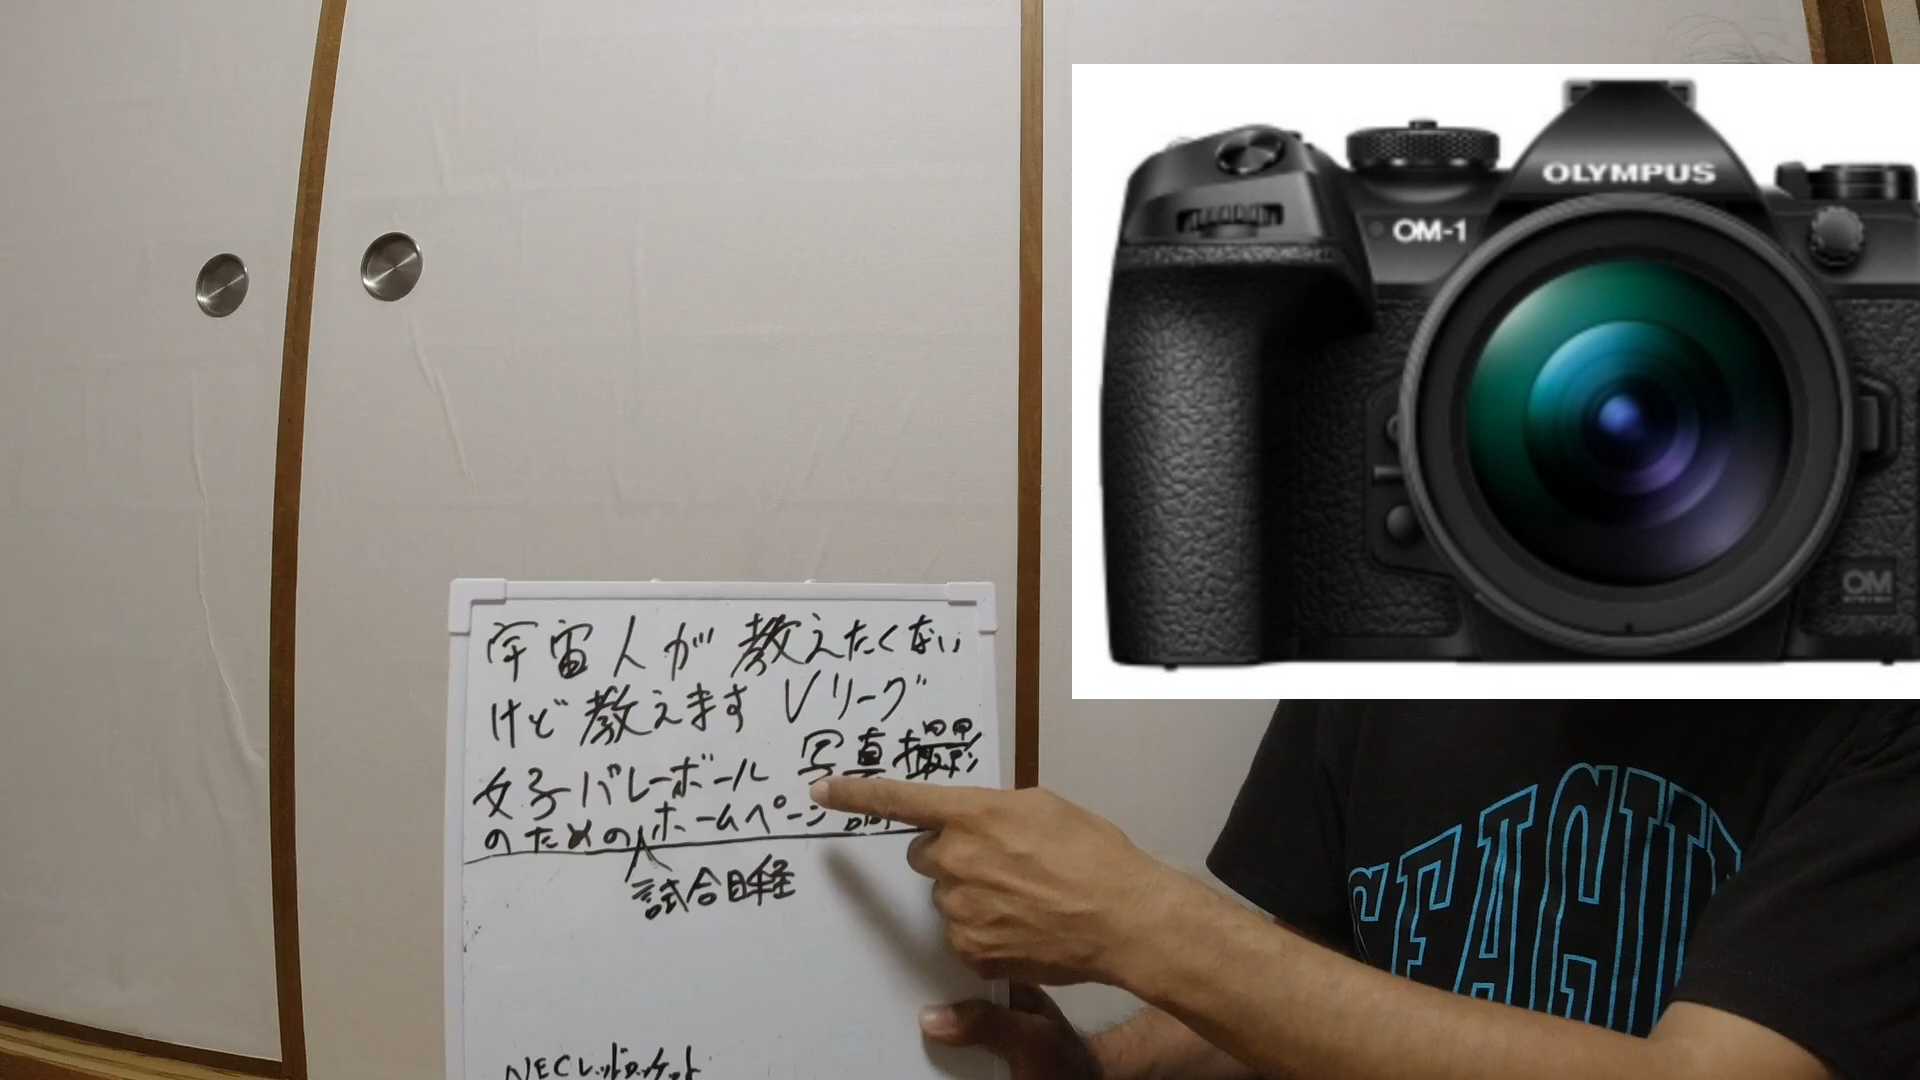 宇宙人が教えたくない
けど教えます Vリーグ
女子バレーボール 写真撮影
のためのホームページ
試合日程
NECレッドロケット
OLYMPUS
OM-1
OM
SEAGU